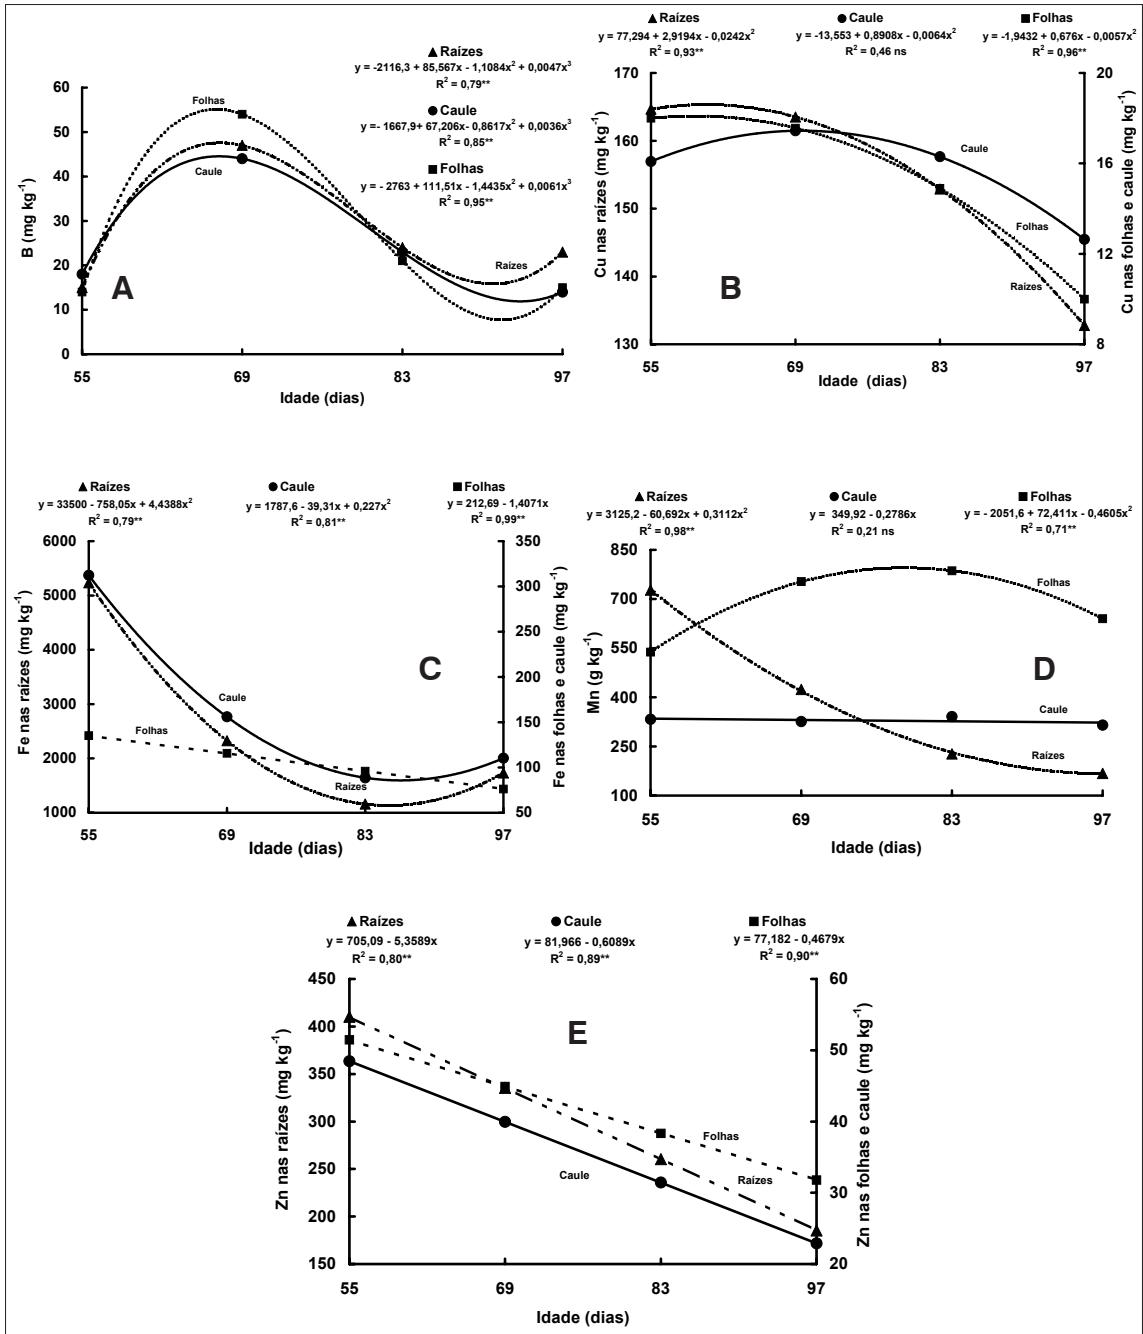 ▲ Raízes
y = -2116,3 + 85,567x - 1,1084x² + 0,0047x³
R² = 0,79**
● Caule
y =- 1667,9+ 67,206x- 0,8617x² + 0,0036x³
R² = 0,85**
■ Folhas
y = - 2763 + 111,51x - 1,4435x² + 0,0061x³
R² = 0,95**
B (mg kg⁻¹)
60
50
40
30
20
10
0
Folhas
Caule
Raízes
A
55 69 83 97
Idade (dias)
▲ Raízes ● Caule ■ Folhas
y = 77,294 + 2,9194x - 0,0242x² y = -13,553 + 0,8908x - 0,0064x² y = -1,9432 + 0,676x - 0,0057x²
R² = 0,93** R² = 0,46 ns R² = 0,96**
Cu nas raízes (mg kg⁻¹)
170
160
150
140
130
Caule
Folhas
Raízes
B
20
16
12
8
Cu nas folhas e caule (mg kg⁻¹)
55 69 83 97
Idade (dias)
▲ Raízes ● Caule ■ Folhas
y = 33500 - 758,05x + 4,4388x² y = 1787,6 - 39,31x + 0,227x² y = 212,69 - 1,4071x
R² = 0,79** R² = 0,81** R² = 0,99**
Fe nas raízes (mg kg⁻¹)
6000
5000
4000
3000
2000
1000
Caule
Folhas
Raízes
C
350
300
250
200
150
100
50
Fe nas folhas e caule (mg kg⁻¹)
55 69 83 97
Idade (dias)
▲ Raízes ● Caule ■ Folhas
y = 3125,2 - 60,692x + 0,3112x² y = 349,92 - 0,2786x y = - 2051,6 + 72,411x - 0,4605x²
R² = 0,98** R² = 0,21 ns R² = 0,71**
Mn (g kg⁻¹)
850
700
550
400
250
100
Folhas
D
Caule
Raízes
55 69 83 97
Idade (dias)
▲ Raízes ● Caule ■ Folhas
y = 705,09 - 5,3589x y = 81,966 - 0,6089x y = 77,182 - 0,4679x
R² = 0,80** R² = 0,89** R² = 0,90**
Zn nas raízes (mg kg⁻¹)
450
400
350
300
250
200
150
E
Folhas
Caule
Raízes
60
50
40
30
20
Zn nas folhas e caule (mg kg⁻¹)
55 69 83 97
Idade (dias)